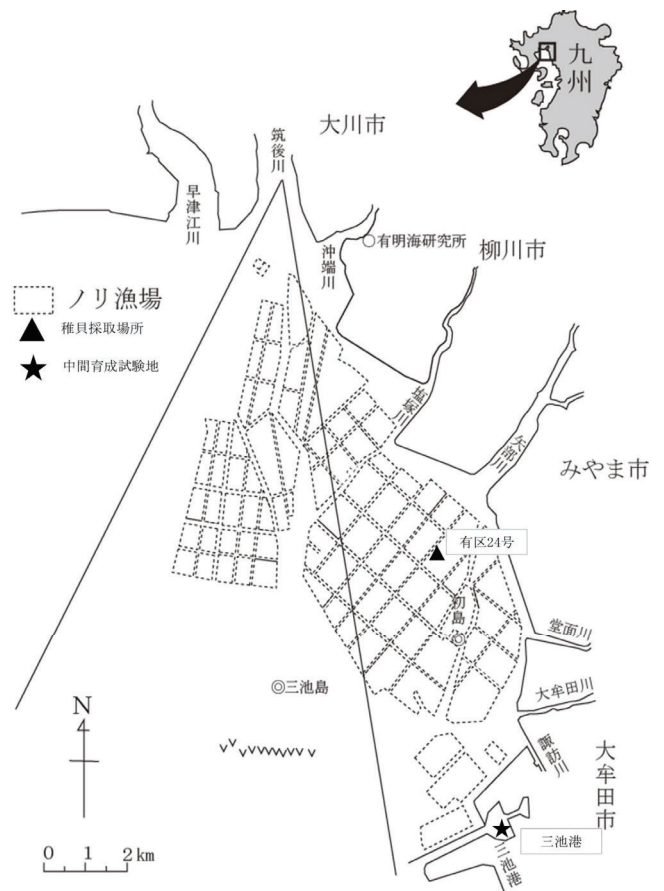 九州
大川市
筑後川
早津江川
沖端川
○有明海研究所
柳川市
ノリ漁場
稚貝採取場所
中間育成試験地
塩塚川
矢部川
みやま市
有区24号
初島
堂面川
三池島
大牟田川
諏訪川
大牟田市
N
三池港
三池港
0 1 2km